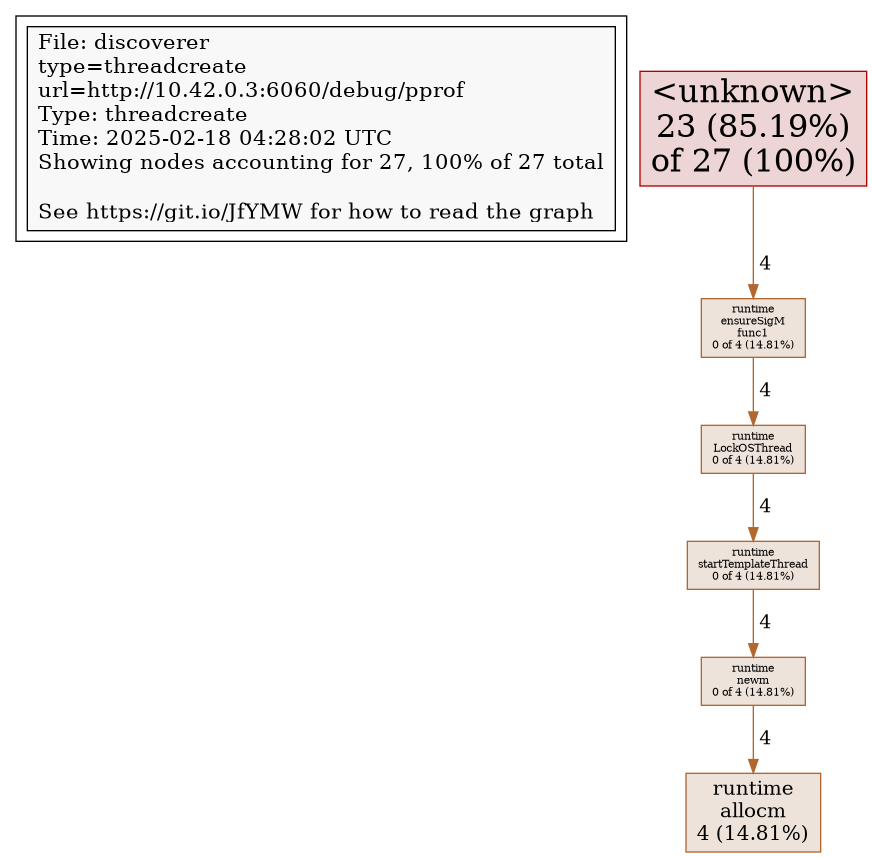 File: discoverer
type=threadcreate
url=http://10.42.0.3:6060/debug/pprof
Type: threadcreate
Time: 2025-02-18 04:28:02 UTC
Showing nodes accounting for 27, 100% of 27 total
See https://git.io/JfYMW for how to read the graph
<unknown>
23 (85.19%)
of 27 (100%)
4
runtime
ensureSigM
func1
0 of 4 (14.81%)
4
runtime
LockOSThread
0 of 4 (14.81%)
4
runtime
startTemplateThread
0 of 4 (14.81%)
4
runtime
newm
0 of 4 (14.81%)
4
runtime
allocm
4 (14.81%)